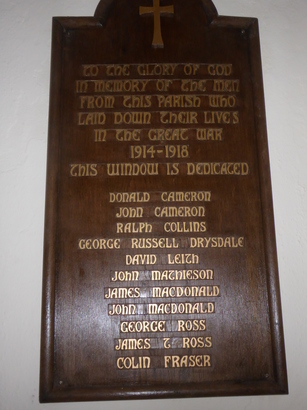 TO THE GLORY OF GOD
IN MEMORY OF THE MEN
FROM THIS PARISH WHO
LAID DOWN THEIR LIVES
IN THE GREAT WAR
1914-1918
THIS WINDOW IS DEDICATED
DONALD CAMERON
JOHN CAMERON
RALPH COLLINS
GEORGE RUSSELL DRYSDALE
DAVID LEITH
JOHN MATHIESON
JAMES MACDONALD
JOHN MACDONALD
GEORGE ROSS
JAMES T. ROSS
COLIN FRASER